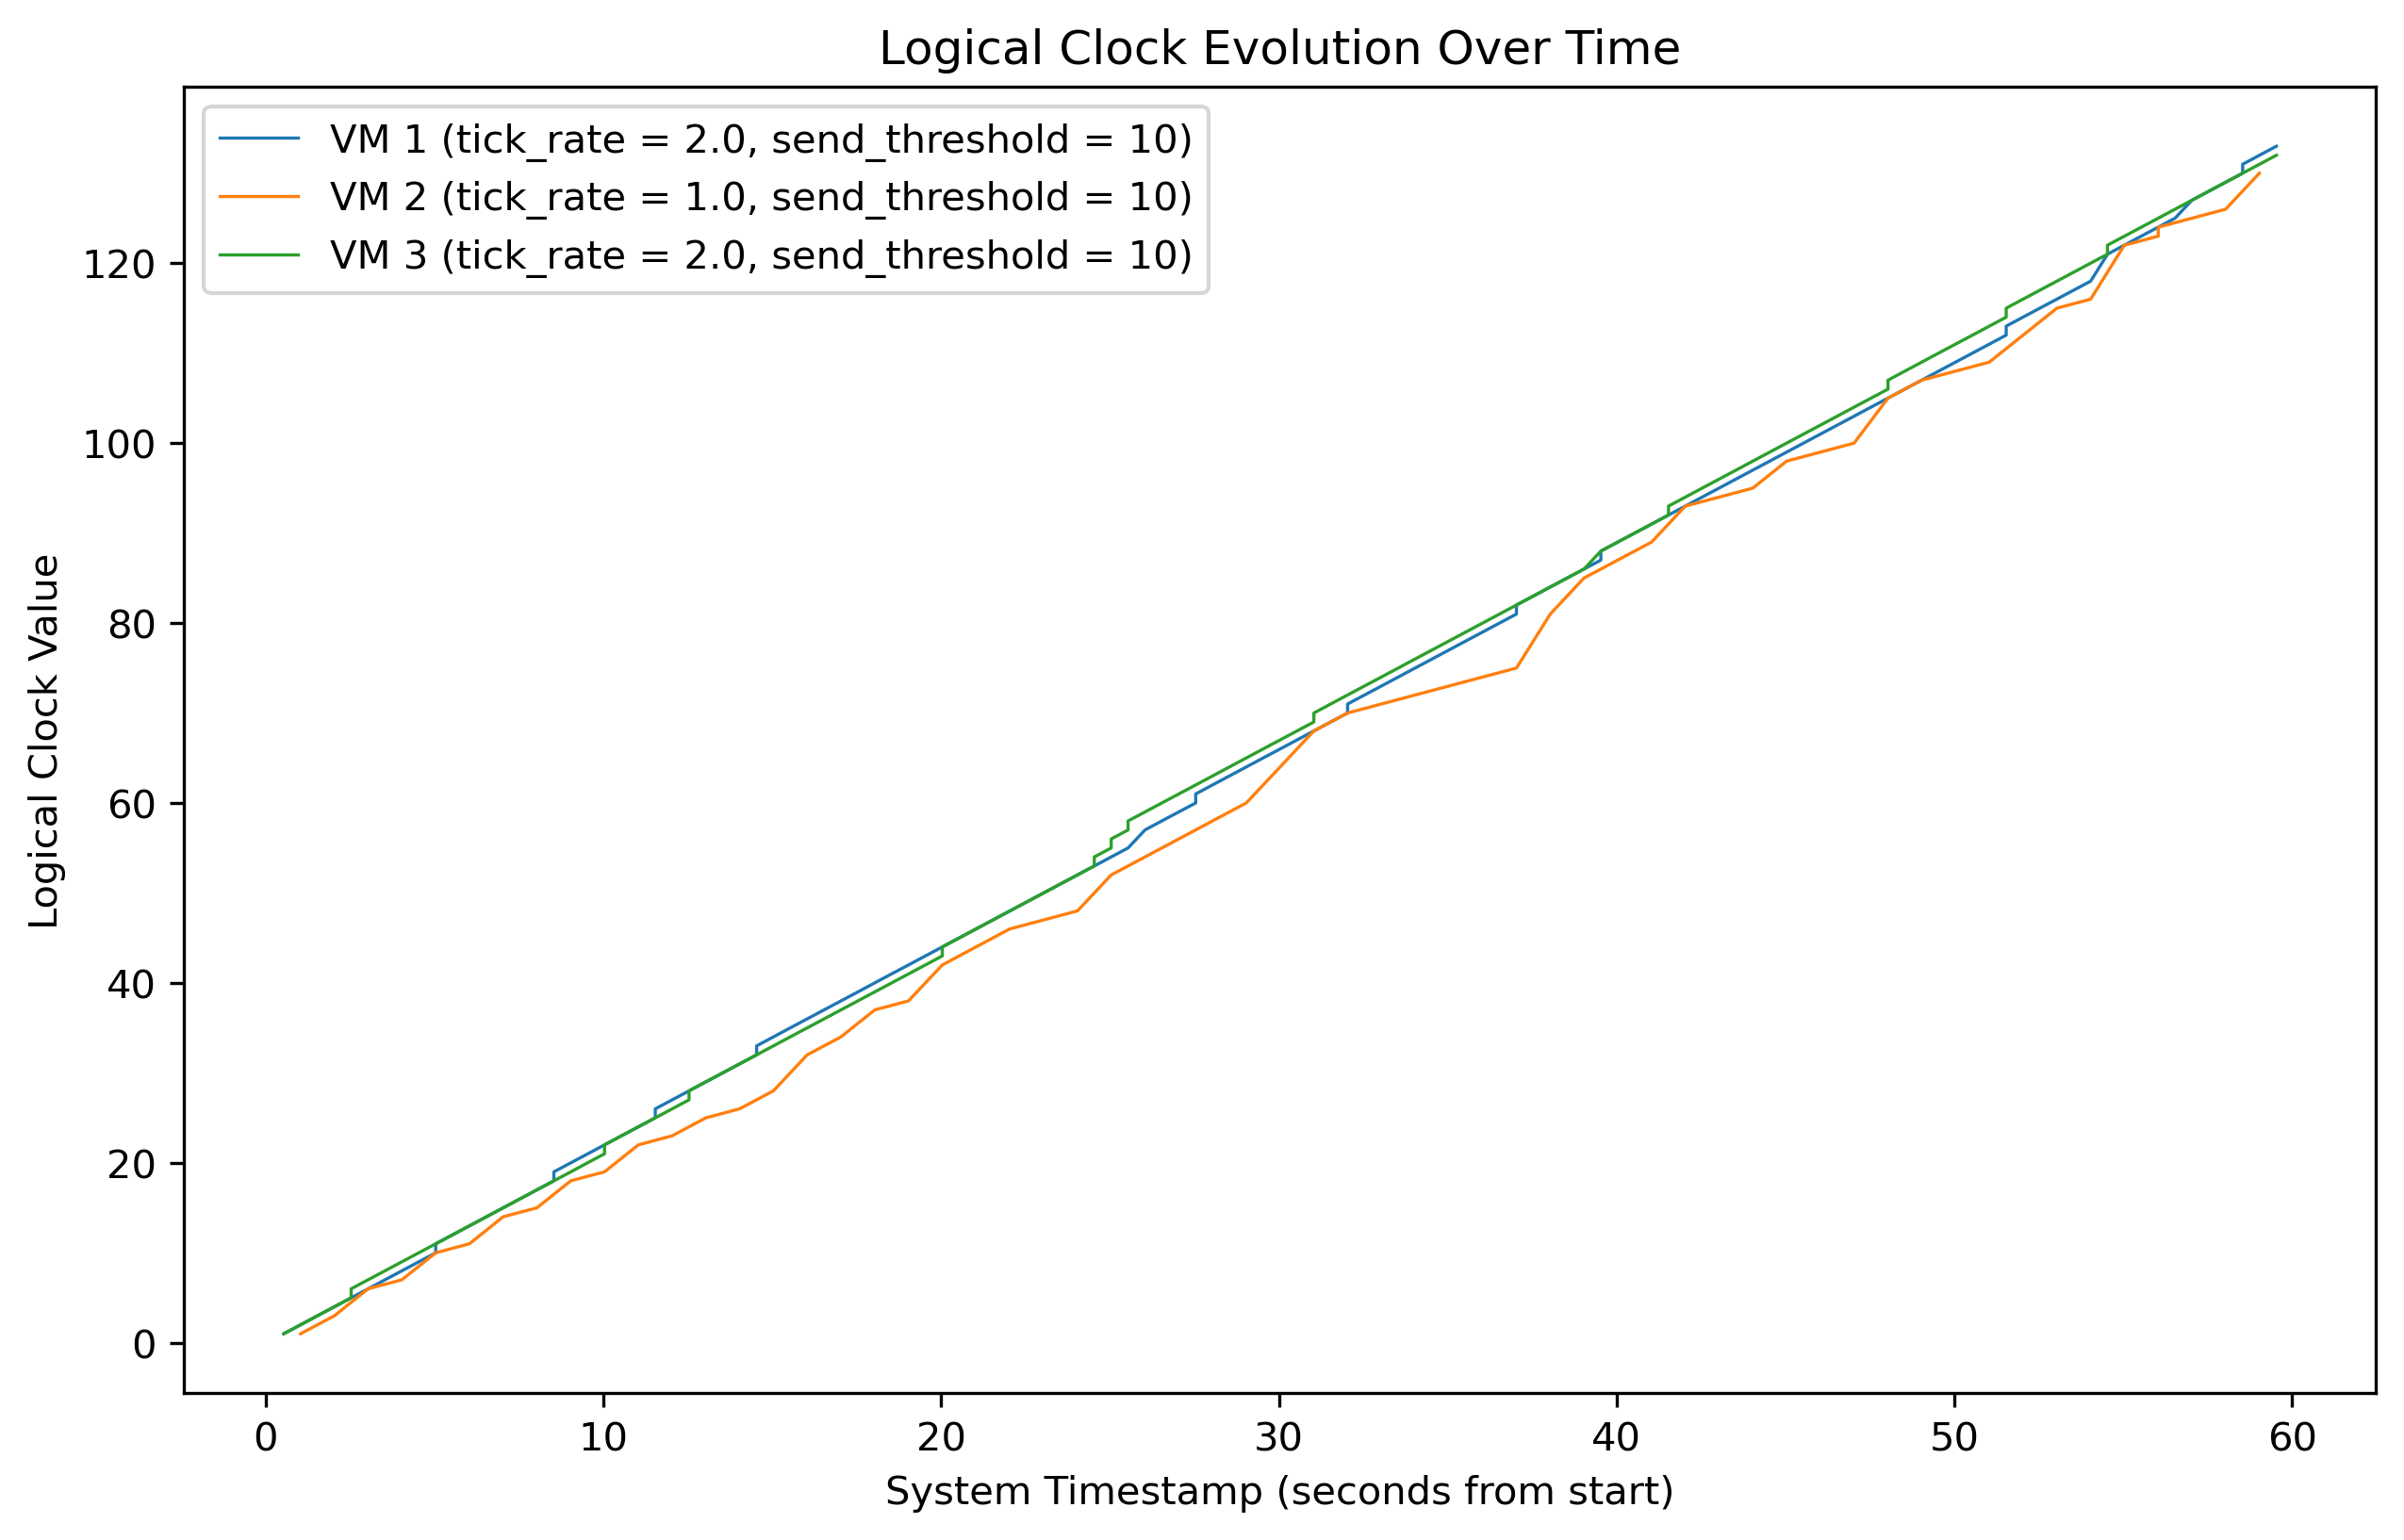 Logical Clock Evolution Over Time
VM 1 (tick_rate = 2.0, send_threshold = 10)
VM 2 (tick_rate = 1.0, send_threshold = 10)
VM 3 (tick_rate = 2.0, send_threshold = 10)
Logical Clock Value
120
100
80
60
40
20
0
0 10 20 30 40 50 60
System Timestamp (seconds from start)